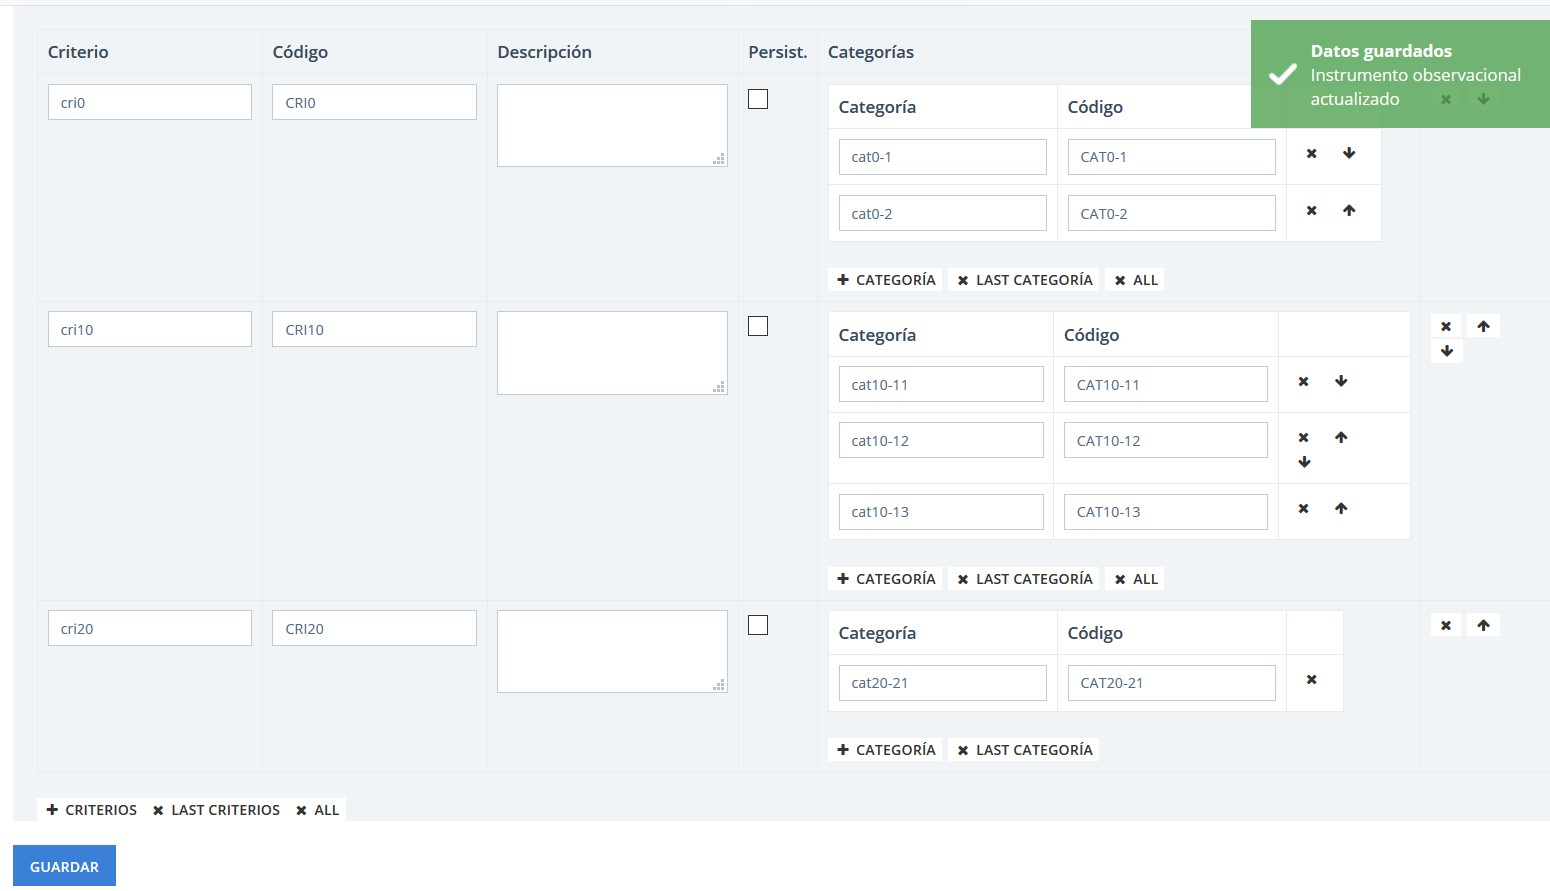 Criterio Código Descripción Persist. Categorías
Datos guardados
Instrumento observacional
actualizado
cri0 CRI0
Categoría Código
cat0-1 CAT0-1
cat0-2 CAT0-2
CATEGORÍA LAST CATEGORÍA ALL
cri10 CRI10
Categoría Código
cat10-11 CAT10-11
cat10-12 CAT10-12
cat10-13 CAT10-13
CATEGORÍA LAST CATEGORÍA ALL
cri20 CRI20
Categoría Código
cat20-21 CAT20-21
CATEGORÍA LAST CATEGORÍA
CRITERIOS LAST CRITERIOS ALL
GUARDAR